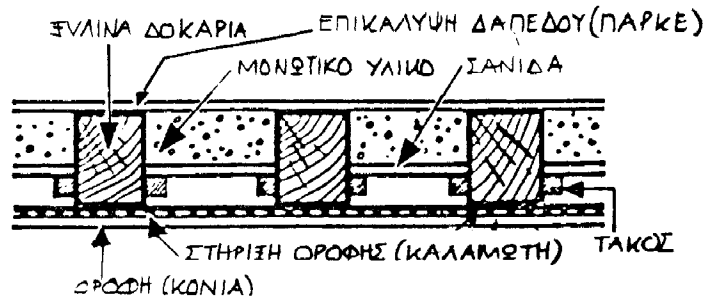 ΞΥΛΙΝΑ ΔΟΚΑΡΙΑ
ΕΠΙΚΑΛΥΨΗ ΔΑΠΕΔΟΥ (ΠΑΡΚΕ)
ΜΟΝΩΤΙΚΟ ΥΛΙΚΟ
ΣΑΝΙΔΑ
ΣΤΗΡΙΞΗ ΟΡΟΦΗΣ (ΚΑΛΑΜΩΤΗ)
ΤΑΚΟΣ
ΟΡΟΦΗ (ΚΟΝΙΑ)